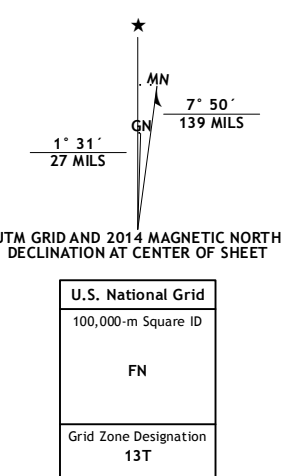 MN
7° 50´
139 MILS
GN
1° 31´
27 MILS
UTM GRID AND 2014 MAGNETIC NORTH
DECLINATION AT CENTER OF SHEET
U.S. National Grid
100,000-m Square ID
FN
Grid Zone Designation
13T